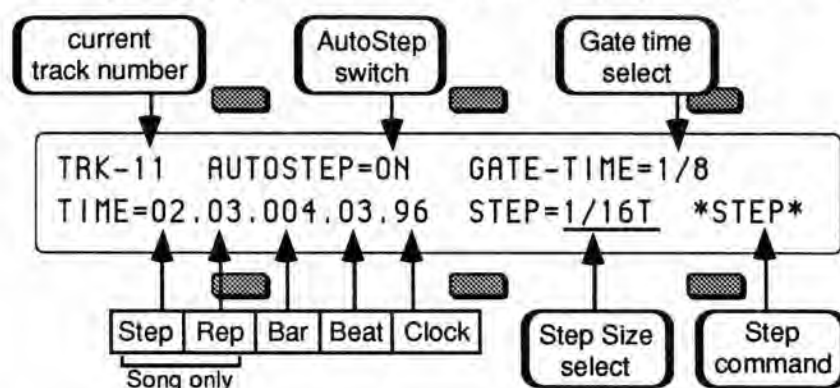 current
track number
AutoStep
switch
Gate time
select
TRK-11 AUTOSTEP=ON GATE-TIME=1/8
TIME=02.03.004.03.96 STEP=1/16T *STEP*
Step Rep Bar Beat Clock
Song only
Step Size
select
Step
command